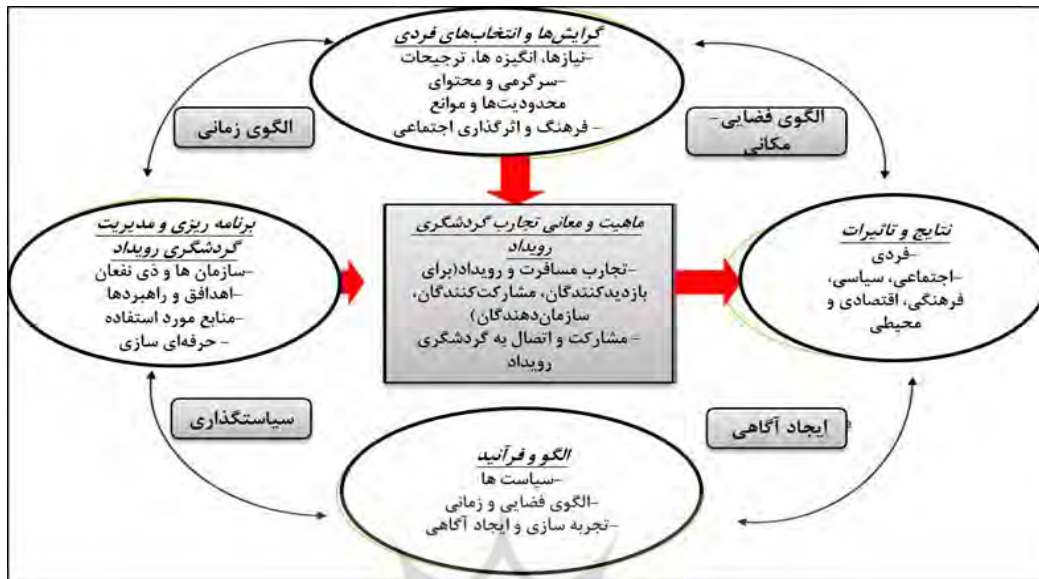 گرایش‌ها و انتخاب‌های فردی
-نیازها، انگیزه ها، ترجیحات
-سرگرمی و محتوای
محدودیت‌ها و موانع
- فرهنگ و اثرگذاری اجتماعی
الگوی فضایی-
مکانی
الگوی زمانی
نتایج و تاثیرات
-فردی
-اجتماعی، سیاسی،
فرهنگی، اقتصادی و
محیطی
ماهیت و معانی تجارب گردشگری
رویداد
-تجارب مسافرت و رویداد(برای
بازدیدکنندگان، مشارکت‌کنندگان،
سازمان‌دهندگان)
- مشارکت و اتصال به گردشگری
رویداد
برنامه ریزی و مدیریت
گردشگری رویداد
-سازمان ها و ذی نفعان
-اهدافق و راهبردها
-منابع مورد استفاده
- حرفه‌ای سازی
ایجاد آگاهی
سیاستگذاری
الگو و فرآنید
-سیاست ها
-الگوی فضایی و زمانی
-تجربه سازی و ایجاد آگاهی